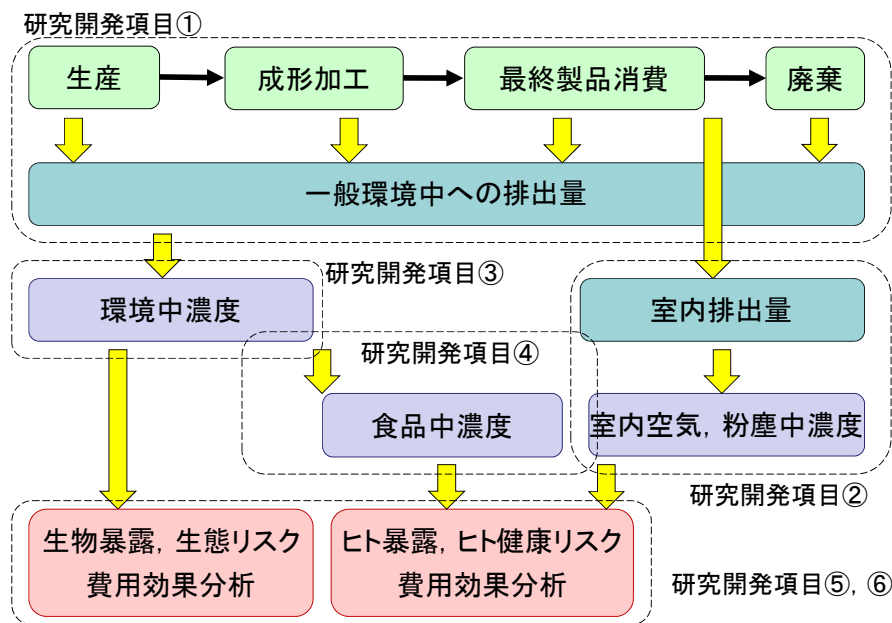 研究開発項目①
生産
成形加工
最終製品消費
廃棄
一般環境中への排出量
研究開発項目③
環境中濃度
室内排出量
研究開発項目④
食品中濃度
室内空気, 粉塵中濃度
研究開発項目②
生物暴露, 生態リスク
費用効果分析
ヒト暴露, ヒト健康リスク
費用効果分析
研究開発項目⑤, ⑥